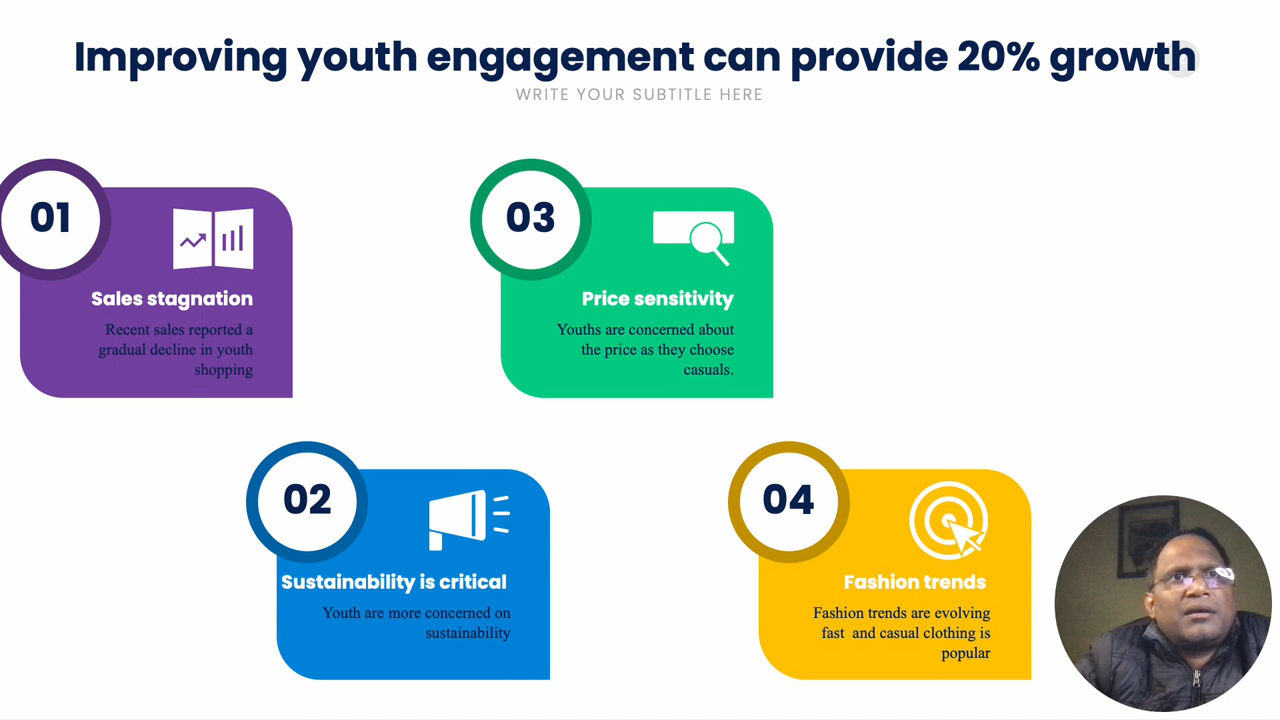 Improving youth engagement can provide 20% growth
WRITE YOUR SUBTITLE HERE
01
Sales stagnation
Recent sales reported a
gradual decline in youth
shopping
02
Sustainability is critical
Youth are more concerned on
sustainability
03
Price sensitivity
Youths are concerned about
the price as they choose
casuals.
04
Fashion trends
Fashion trends are evolving
fast and casual clothing is
popular